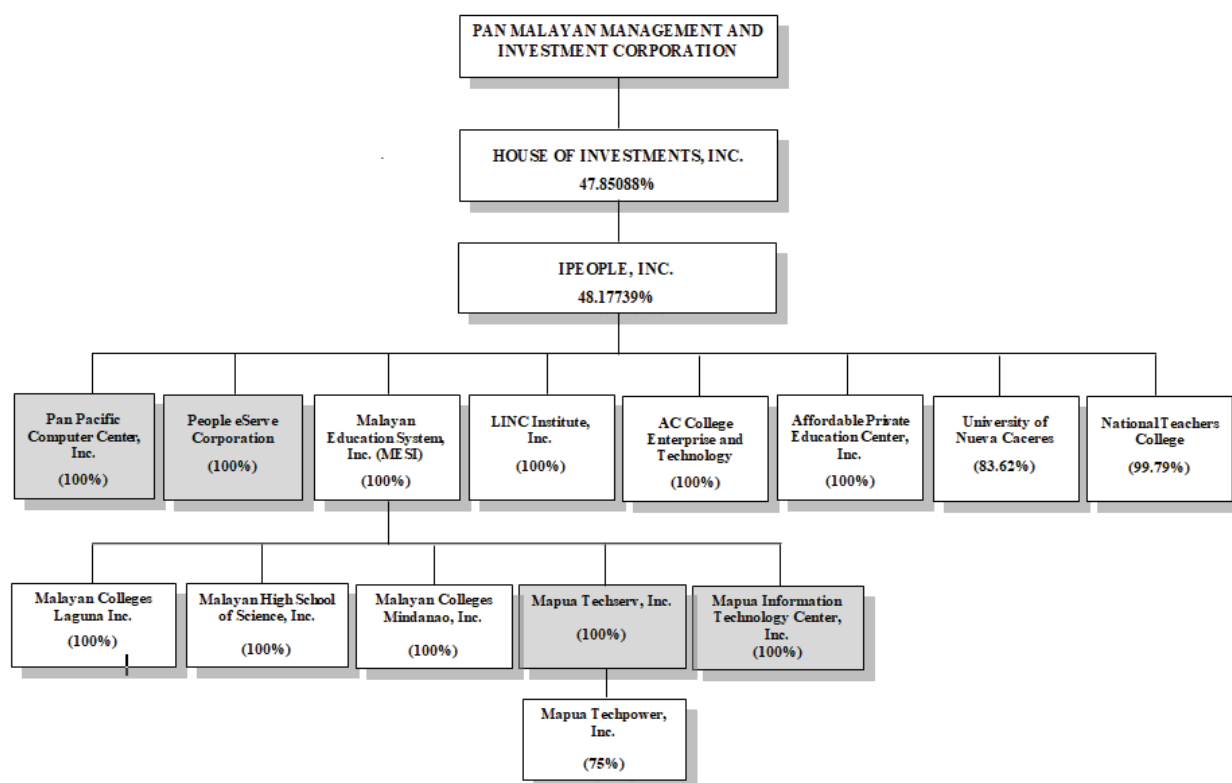 PAN MALAYAN MANAGEMENT AND
INVESTMENT CORPORATION
HOUSE OF INVESTMENTS, INC.
47.85088%
IPEOPLE, INC.
48.17739%
Pan Pacific
Computer Center,
Inc.
(100%)
People eServe
Corporation
(100%)
Malayan
Education System,
Inc. (MESI)
(100%)
LINC Institute,
Inc.
(100%)
AC College
Enterprise and
Technology
(100%)
Affordable Private
Education Center,
Inc.
(100%)
University of
Nueva Caceres
(83.62%)
National Teachers
College
(99.79%)
Malayan Colleges
Laguna Inc.
(100%)
Malayan High School
of Science, Inc.
(100%)
Malayan Colleges
Mindanao, Inc.
(100%)
Mapua Techserv, Inc.
(100%)
Mapua Information
Technology Center,
Inc.
(100%)
Mapua Techpower,
Inc.
(75%)